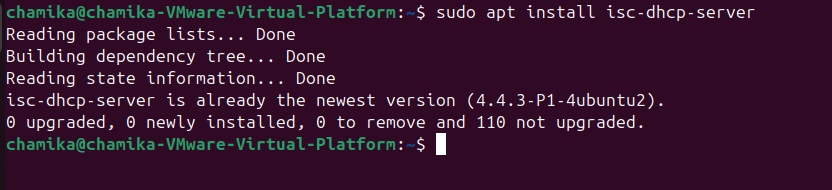 chamika@chamika-VMware-Virtual-Platform:~$ sudo apt install isc-dhcp-server
Reading package lists... Done
Building dependency tree... Done
Reading state information... Done
isc-dhcp-server is already the newest version (4.4.3-P1-4ubuntu2).
0 upgraded, 0 newly installed, 0 to remove and 110 not upgraded.
chamika@chamika-VMware-Virtual-Platform:~$